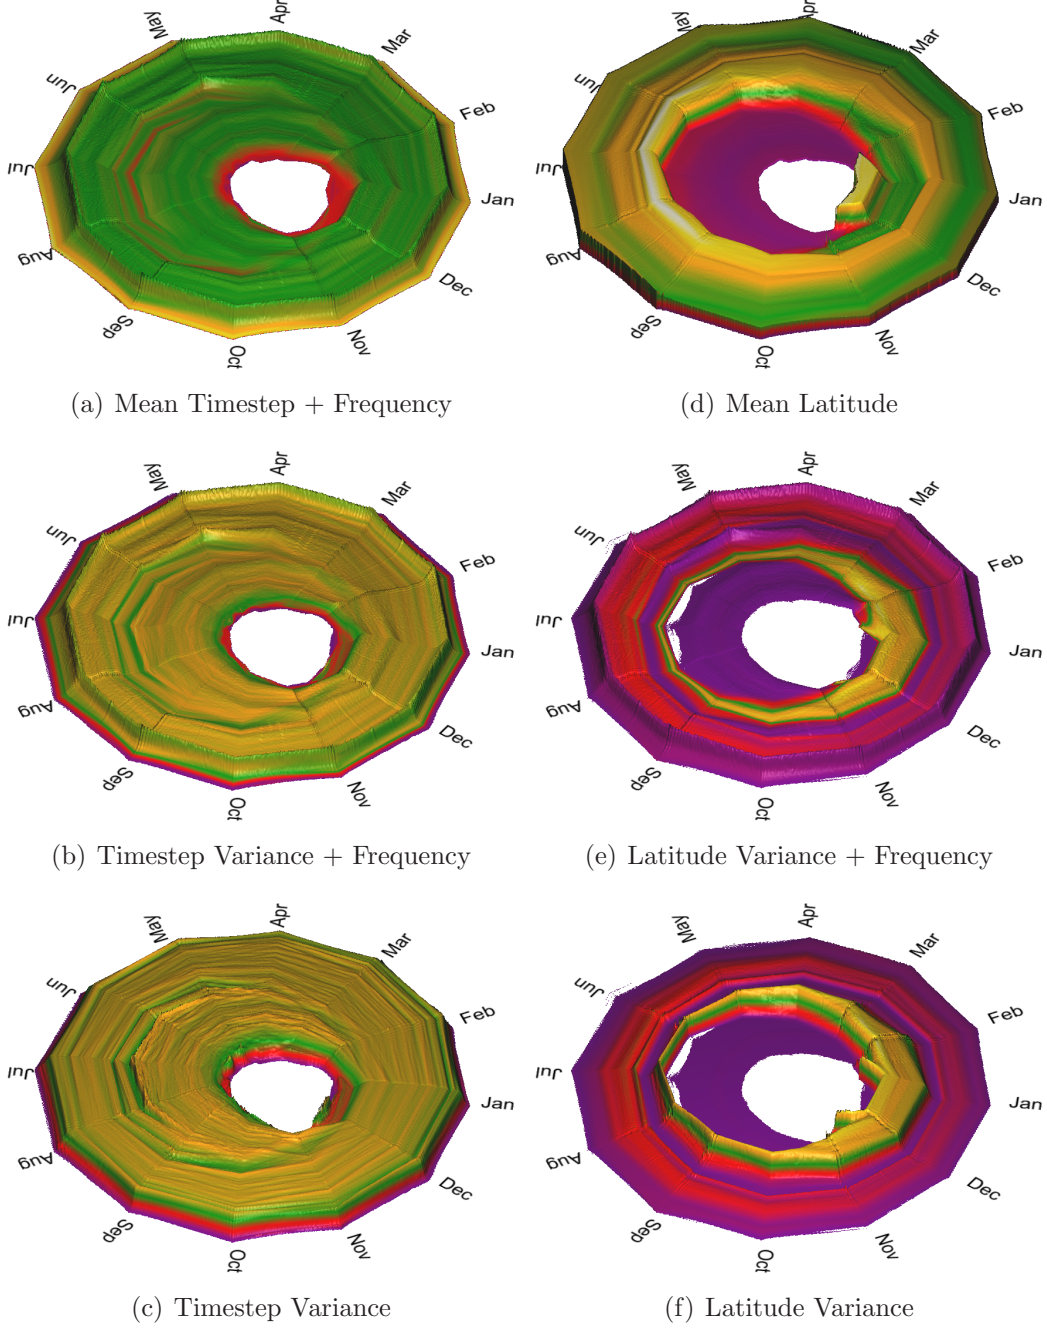 Apr
May
Mar
Jun
Feb
Jul
Jan
Aug
Dec
Sep
Nov
Oct
(a) Mean Timestep + Frequency
Apr
May
Mar
Jun
Feb
Jul
Jan
Aug
Dec
Sep
Nov
Oct
(d) Mean Latitude
Apr
May
Mar
Jun
Feb
Jul
Jan
Aug
Dec
Sep
Nov
Oct
(b) Timestep Variance + Frequency
Apr
May
Mar
Jun
Feb
Jul
Jan
Aug
Dec
Sep
Nov
Oct
(e) Latitude Variance + Frequency
Apr
May
Mar
Jun
Feb
Jul
Jan
Aug
Dec
Sep
Nov
Oct
(c) Timestep Variance
Apr
May
Mar
Jun
Feb
Jul
Jan
Aug
Dec
Sep
Nov
Oct
(f) Latitude Variance